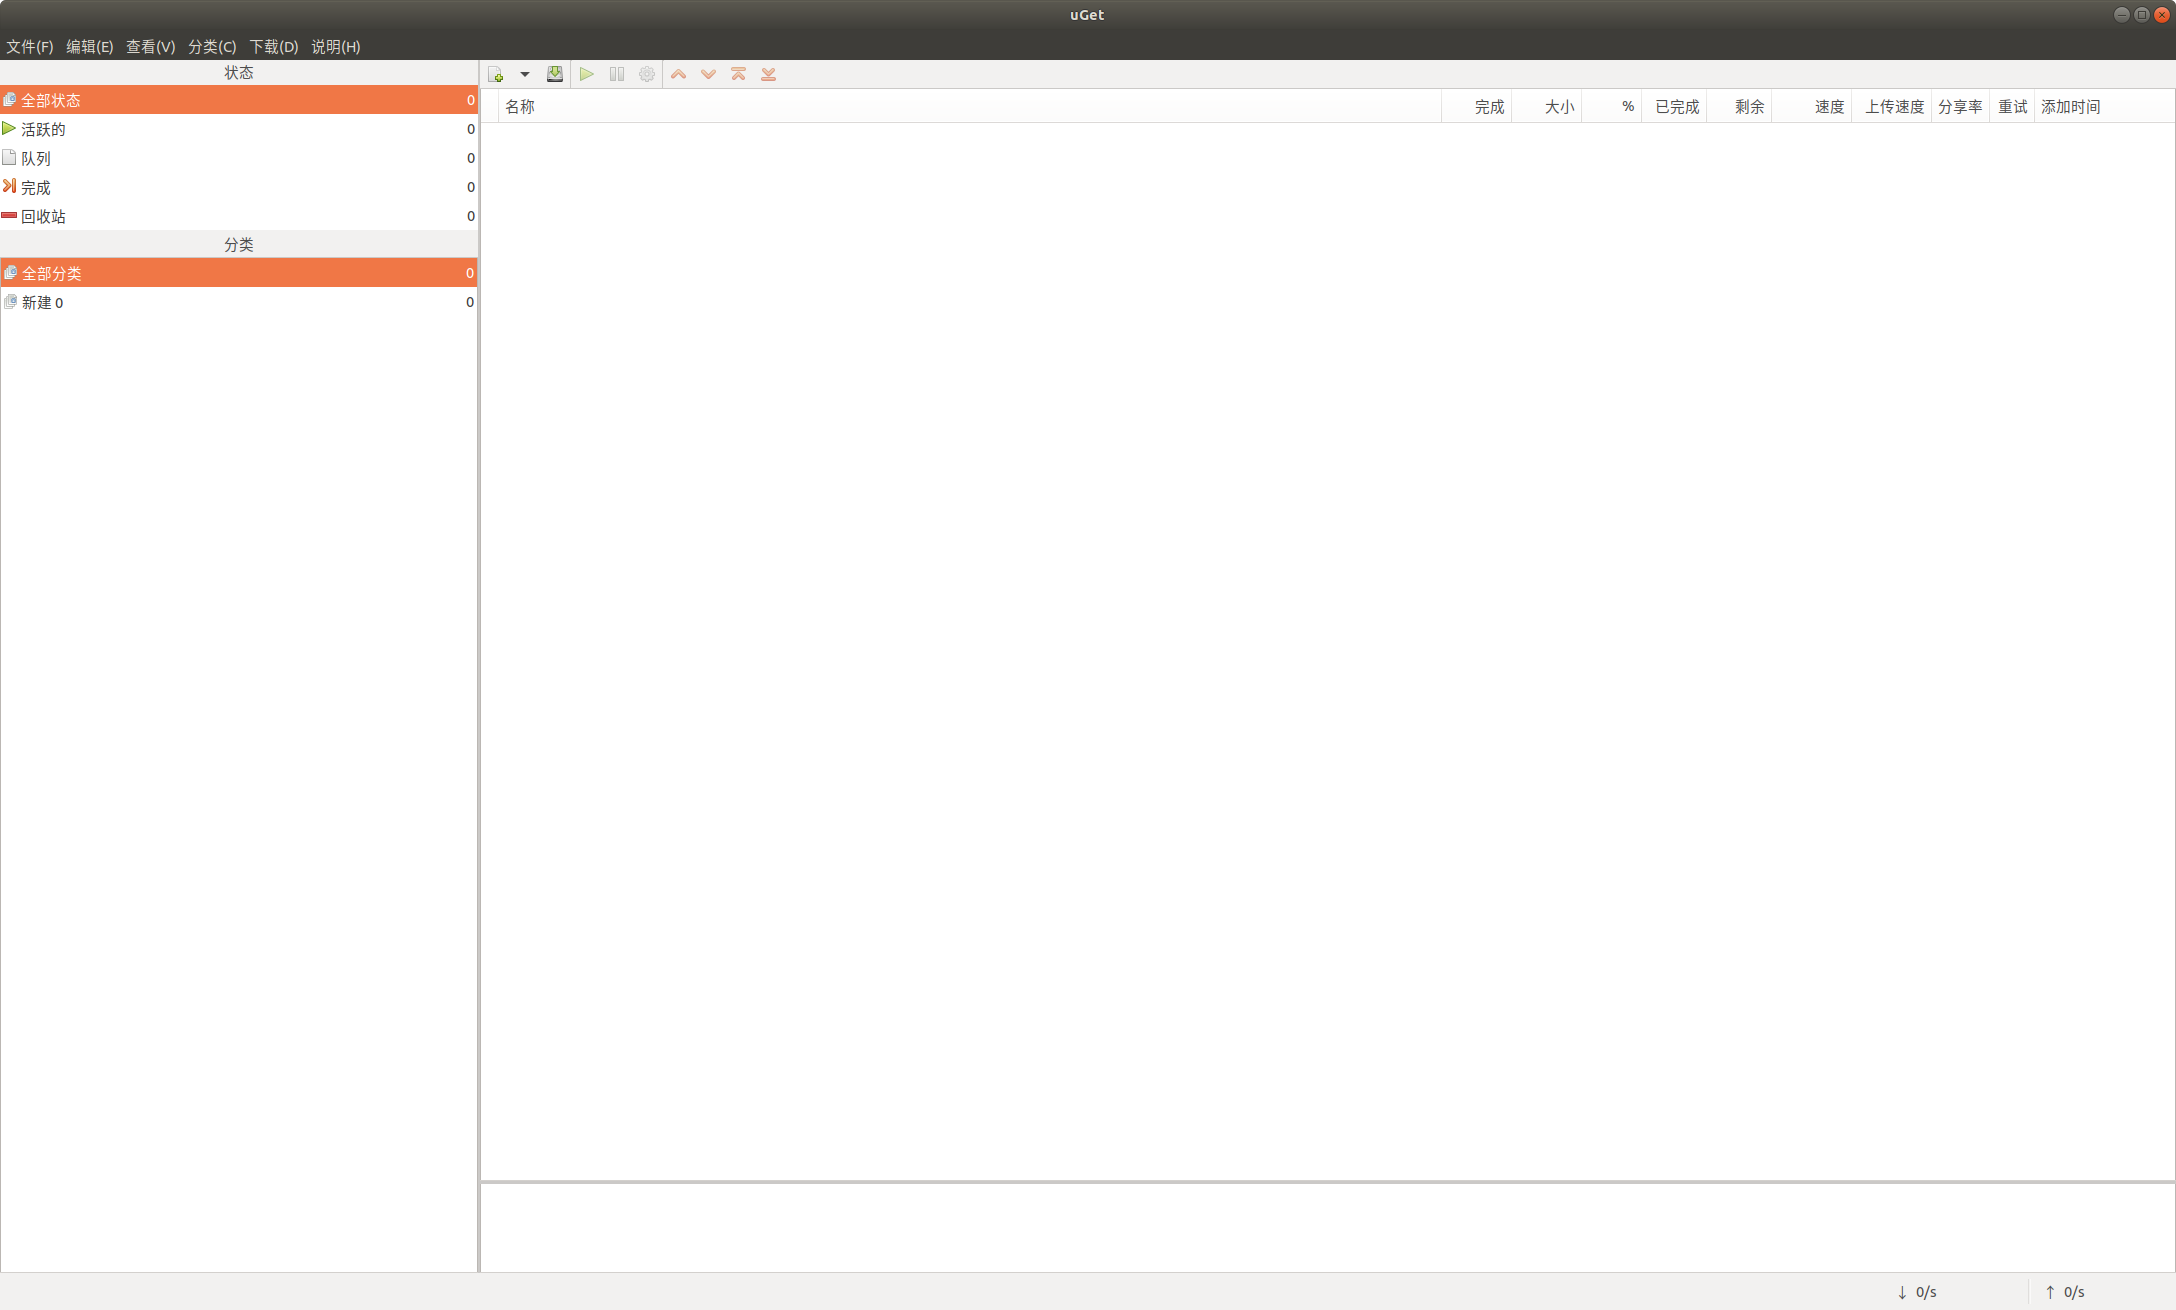 uGet
文件(F) 编辑(E) 查看(V) 分类(C) 下载(D) 说明(H)
状态
全部状态 0
活跃的 0
队列 0
完成 0
回收站 0
分类
全部分类 0
新建 0 0
名称 完成 大小 % 已完成 剩余 速度 上传速度 分享率 重试 添加时间
↓ 0/s ↑ 0/s